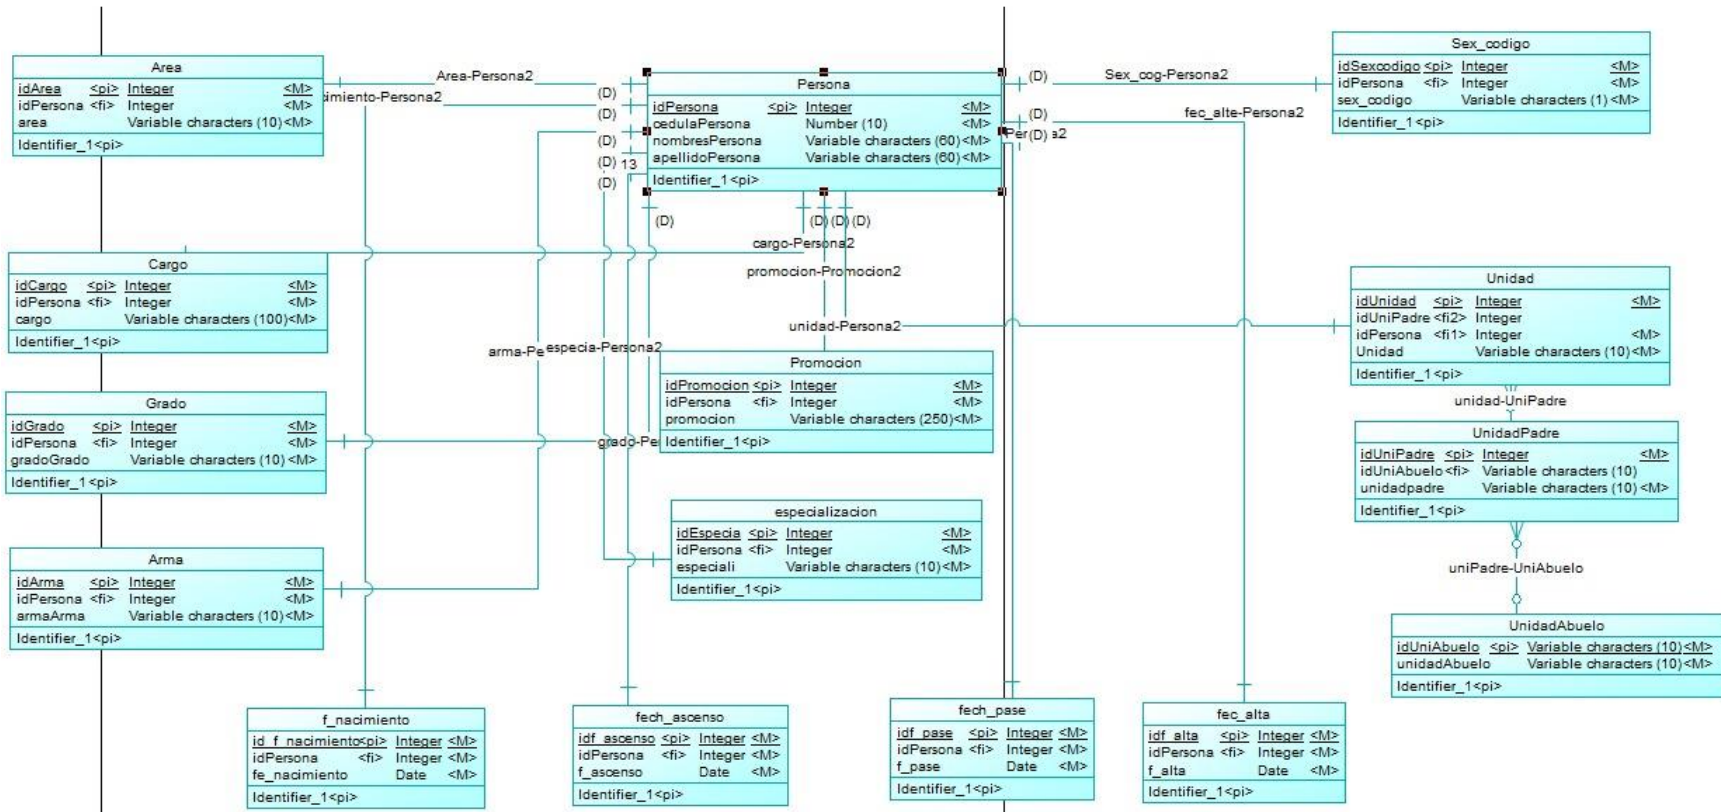 Area
idArea <pi> Integer <M>
idPersona <fi> Integer <M>
area Variable characters (10) <M>
Identifier_1 <pi>
Area-Persona2
cimiento-Persona2
(D)
(D)
(D)
(D) 13
(D)
Persona
idPersona <pi> Integer <M>
cedulaPersona Number (10) <M>
nombresPersona Variable characters (60) <M>
apellidoPersona Variable characters (60) <M>
Identifier_1 <pi>
(D)
Sex_cog-Persona2
(D)
fec_alte-Persona2
(D)
Sex_codigo
idSexcodigo <pi> Integer <M>
idPersona <fi> Integer <M>
sex_codigo Variable characters (1) <M>
Identifier_1 <pi>
(D)
(D) (D) (D)
cargo-Persona2
promocion-Promocion2
unidad-Persona2
Cargo
idCargo <pi> Integer <M>
idPersona <fi> Integer <M>
cargo Variable characters (100) <M>
Identifier_1 <pi>
Unidad
idUnidad <pi> Integer <M>
idUniPadre <fi2> Integer
idPersona <fi1> Integer <M>
Unidad Variable characters (10) <M>
Identifier_1 <pi>
arma-Pe
especia-Persona2
Promocion
idPromocion <pi> Integer <M>
idPersona <fi> Integer <M>
promocion Variable characters (250) <M>
Identifier_1 <pi>
unidad-UniPadre
Grado
idGrado <pi> Integer <M>
idPersona <fi> Integer <M>
gradoGrado Variable characters (10) <M>
Identifier_1 <pi>
grado-Pe
UnidadPadre
idUniPadre <pi> Integer <M>
idUniAbuelo <fi> Variable characters (10)
unidadpadre Variable characters (10) <M>
Identifier_1 <pi>
especializacion
idEspecia <pi> Integer <M>
idPersona <fi> Integer <M>
especiali Variable characters (10) <M>
Identifier_1 <pi>
uniPadre-UniAbuelo
Arma
idArma <pi> Integer <M>
idPersona <fi> Integer <M>
armaArma Variable characters (10) <M>
Identifier_1 <pi>
UnidadAbuelo
idUniAbuelo <pi> Variable characters (10) <M>
unidadAbuelo Variable characters (10) <M>
Identifier_1 <pi>
f_nacimiento
id_f_nacimiento <pi> Integer <M>
idPersona <fi> Integer <M>
fe_nacimiento Date <M>
Identifier_1 <pi>
fech_ascenso
idf_ascenso <pi> Integer <M>
idPersona <fi> Integer <M>
f_ascenso Date <M>
Identifier_1 <pi>
fech_pase
idf_pase <pi> Integer <M>
idPersona <fi> Integer <M>
f_pase Date <M>
Identifier_1 <pi>
fec_alta
idf_alta <pi> Integer <M>
idPersona <fi> Integer <M>
f_alta Date <M>
Identifier_1 <pi>